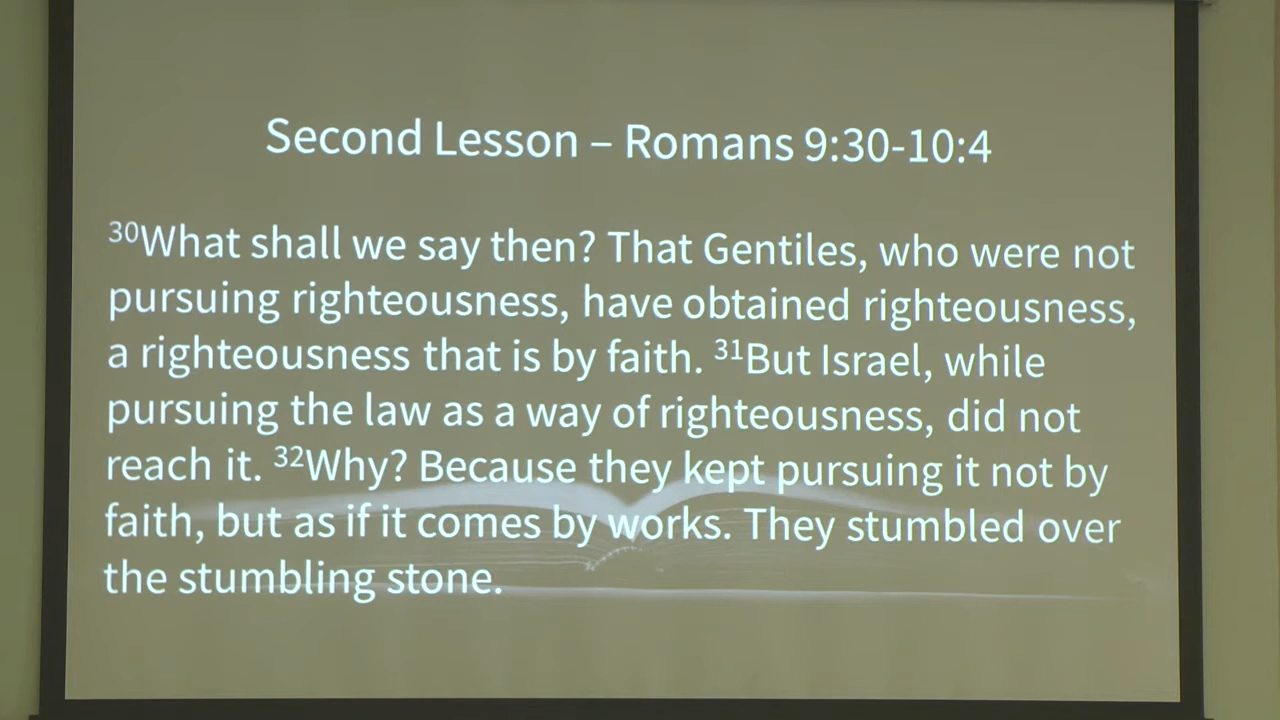 Second Lesson – Romans 9:30-10:4
30What shall we say then? That Gentiles, who were not
pursuing righteousness, have obtained righteousness,
a righteousness that is by faith. 31But Israel, while
pursuing the law as a way of righteousness, did not
reach it. 32Why? Because they kept pursuing it not by
faith, but as if it comes by works. They stumbled over
the stumbling stone.